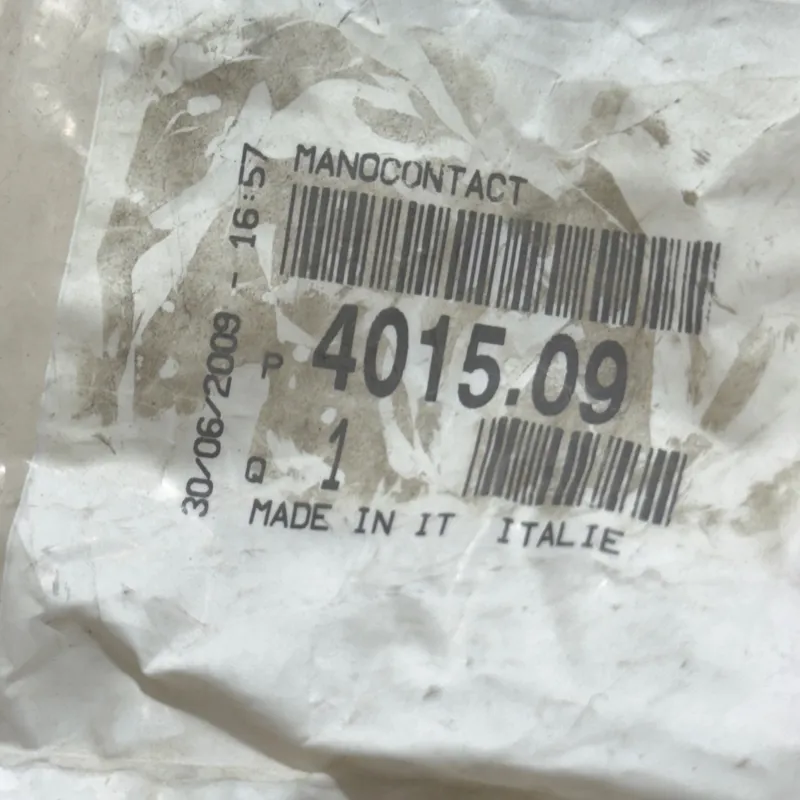 MANOCONTACT
P 4015.09
Q 1
MADE IN IT ITALIE
30/06/2009 - 16:57